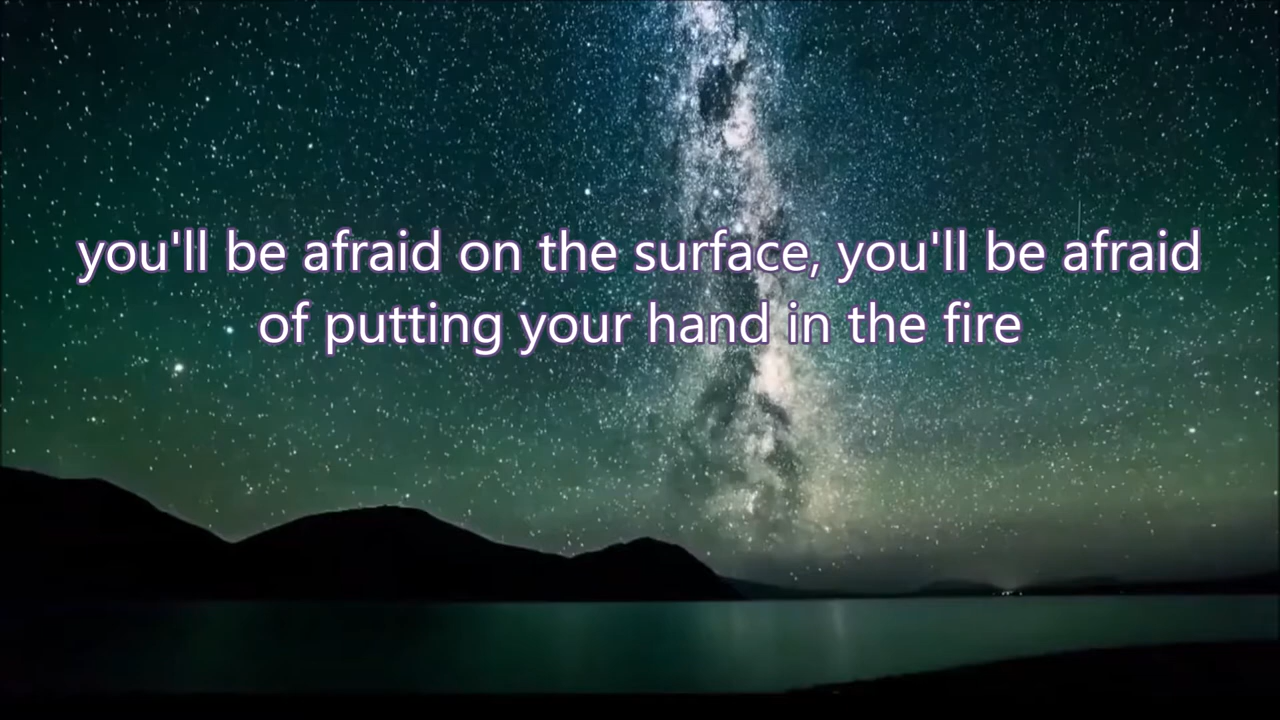 you'll be afraid on the surface, you'll be afraid
of putting your hand in the fire